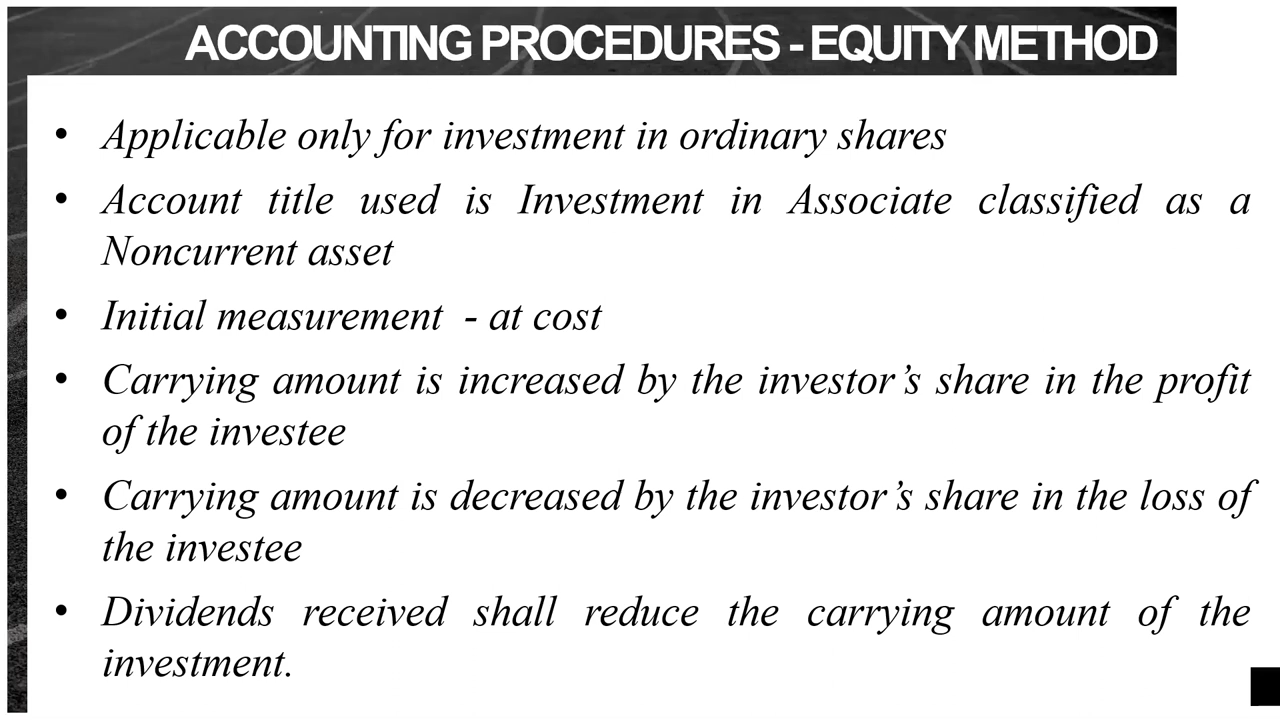 ACCOUNTING PROCEDURES - EQUITY METHOD
• Applicable only for investment in ordinary shares
• Account title used is Investment in Associate classified as a
Noncurrent asset
• Initial measurement - at cost
• Carrying amount is increased by the investor’s share in the profit
of the investee
• Carrying amount is decreased by the investor’s share in the loss of
the investee
• Dividends received shall reduce the carrying amount of the
investment.